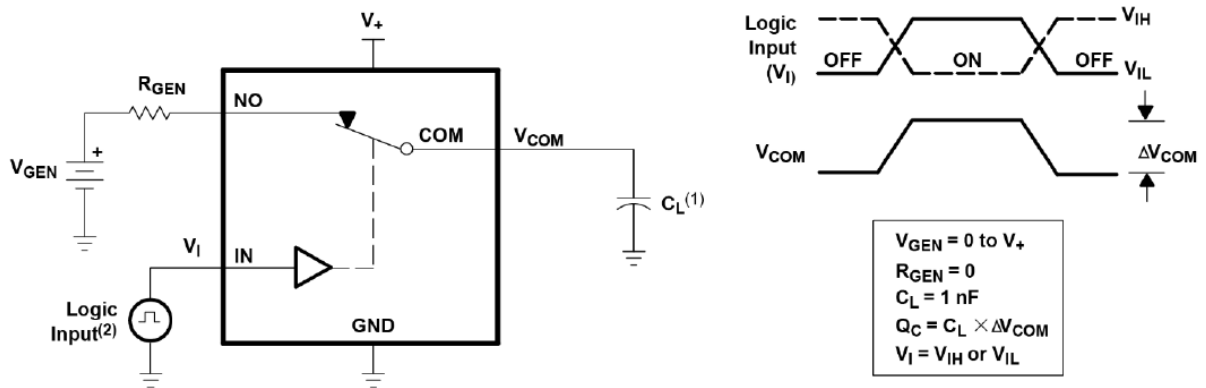 V+
RGEN
NO
COM
VCOM
VGEN
+
CL(1)
VI
IN
Logic
Input(2)
GND
Logic
Input
(VI)
OFF
ON
OFF
VIH
VIL
VCOM
ΔVCOM
VGEN = 0 to V+
RGEN = 0
CL = 1 nF
QC = CL × ΔVCOM
VI = VIH or VIL